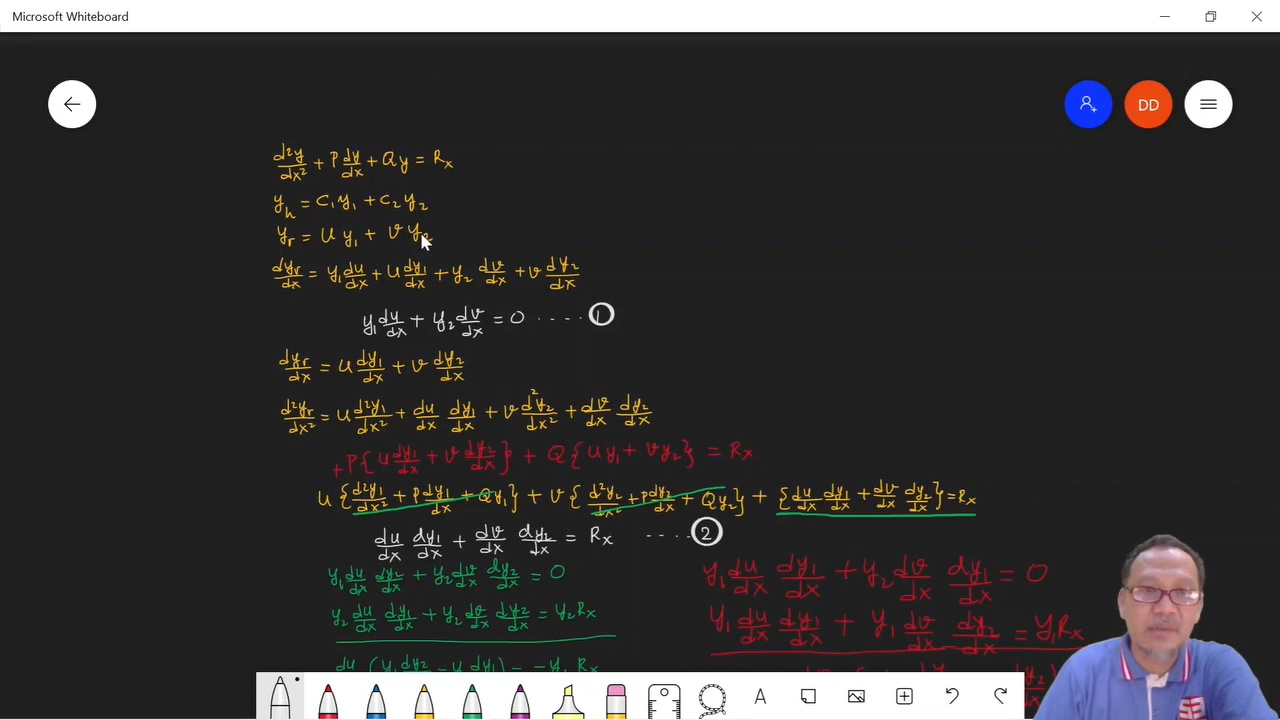 Microsoft Whiteboard
DD
d²y/dx² + P dy/dx + Qy = Rx
yh = C₁y₁ + C₂y₂
yr = u y₁ + v y₂
dyr/dx = y₁ du/dx + u dy₁/dx + y₂ dv/dx + v dy₂/dx
y₁ du/dx + y₂ dv/dx = 0 ..... ①
dyr/dx = u dy₁/dx + v dy₂/dx
d²yr/dx² = u d²y₁/dx² + du/dx dy₁/dx + v d²y₂/dx² + dv/dx dy₂/dx
+P{u dy₁/dx + v dy₂/dx} + Q{uy₁ + vy₂} = Rx
u{d²y₁/dx² + P dy₁/dx + Qy₁} + v{d²y₂/dx² + P dy₂/dx + Qy₂} + {du/dx dy₁/dx + dv/dx dy₂/dx} = Rx
du/dx dy₁/dx + dv/dx dy₂/dx = Rx .... ②
y₁ du/dx dy₂/dx + y₂ dv/dx dy₂/dx = 0
y₂ du/dx dy₁/dx + y₂ dv/dx dy₂/dx = y₂Rx
du (y₁ dy₂ - y dy₁) = -y Rx
y₁ du/dx dy₁/dx + y₂ dv/dx dy₁/dx = 0
y₁ du/dx dy₁/dx + y₁ dv/dx dy₂/dx = y₁Rx
A